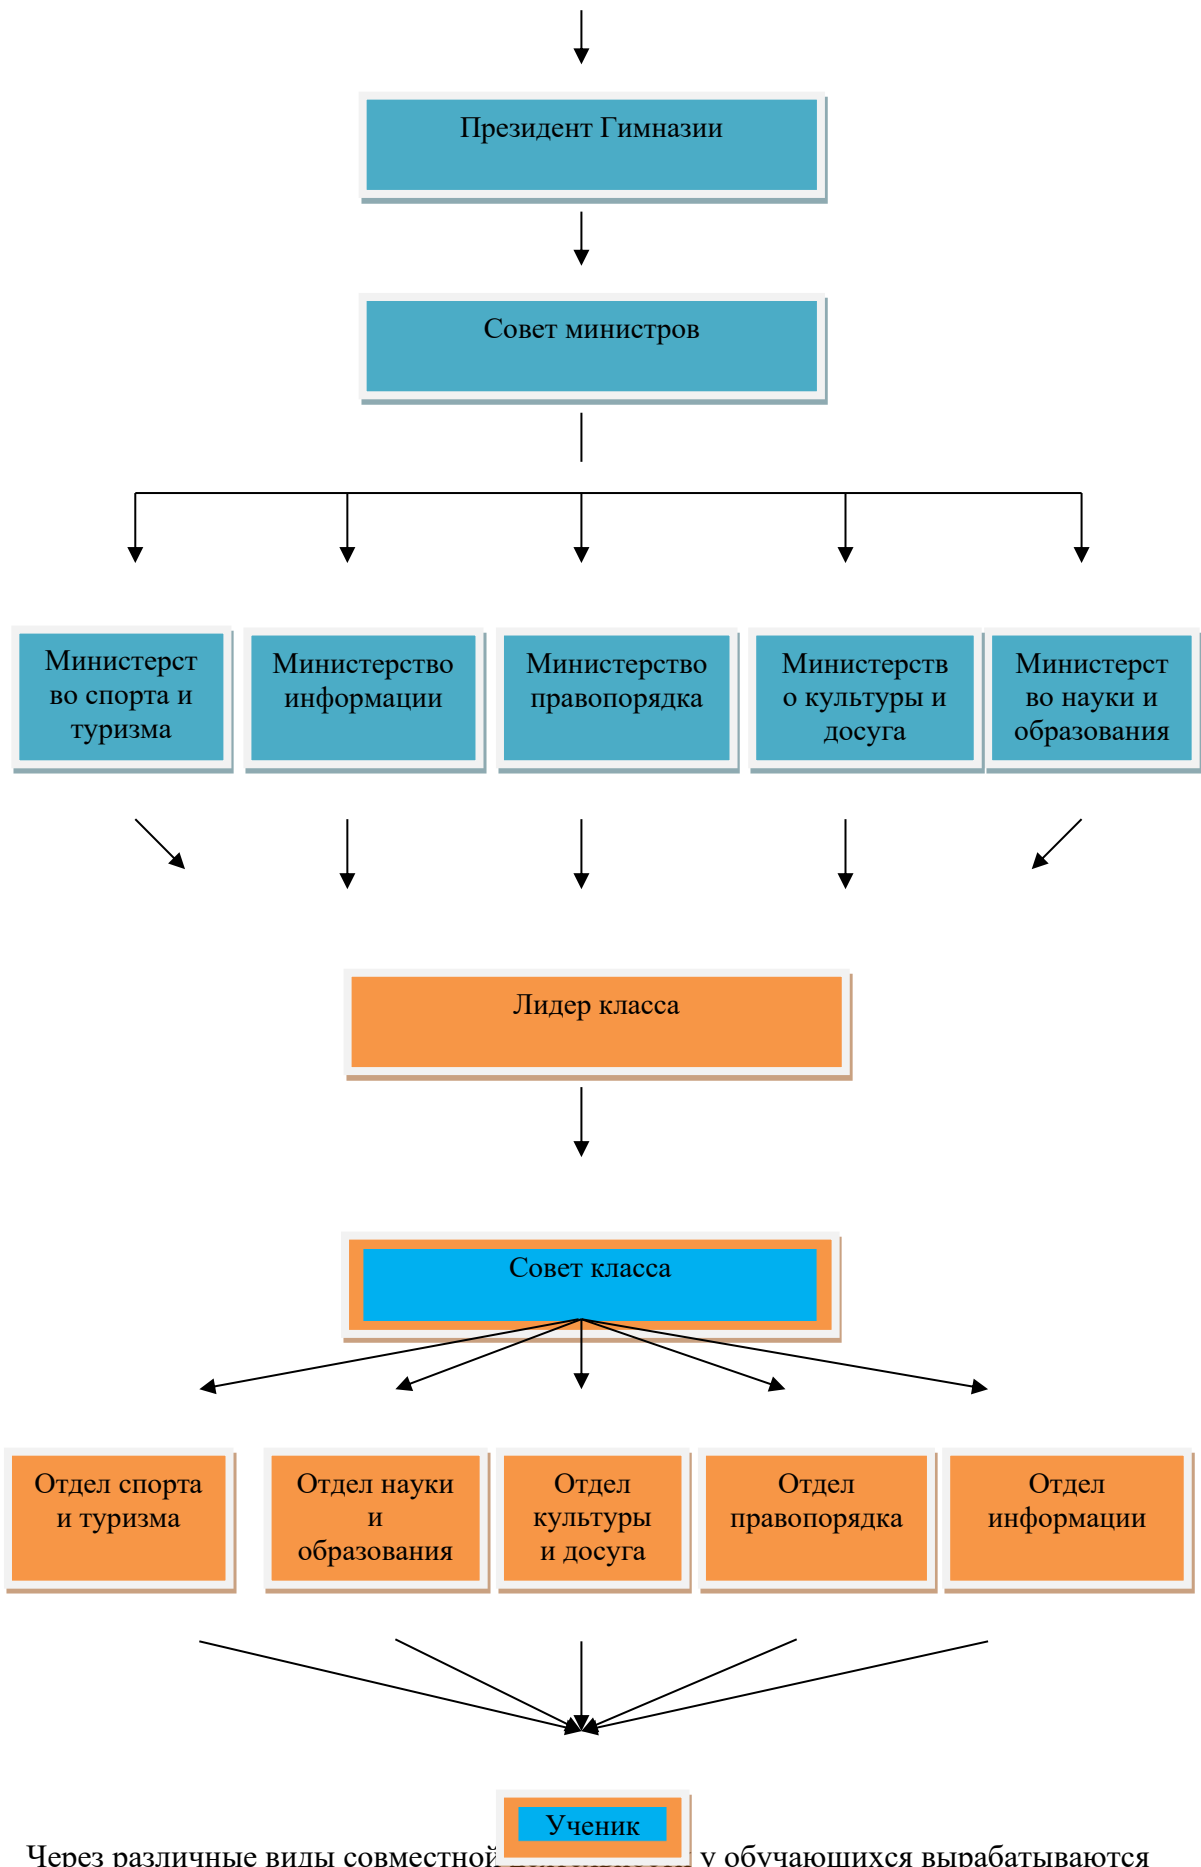 Президент Гимназии
Совет министров
Министерст
во спорта и
туризма
Министерство
информации
Министерство
правопорядка
Министерств
о культуры и
досуга
Министерст
во науки и
образования
Лидер класса
Совет класса
Отдел спорта
и туризма
Отдел науки
и
образования
Отдел
культуры
и досуга
Отдел
правопорядка
Отдел
информации
Ученик
Через различные виды совместной у обучающихся вырабатываются